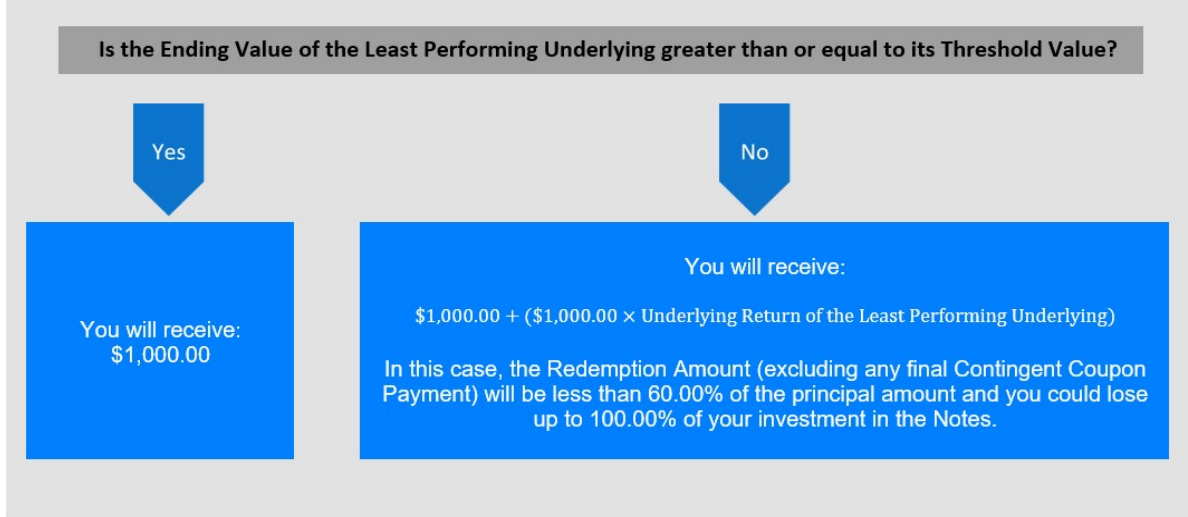 Is the Ending Value of the Least Performing Underlying greater than or equal to its Threshold Value?
Yes
No
You will receive:
$1,000.00
You will receive:
$1,000.00 + ($1,000.00 × Underlying Return of the Least Performing Underlying)
In this case, the Redemption Amount (excluding any final Contingent Coupon
Payment) will be less than 60.00% of the principal amount and you could lose
up to 100.00% of your investment in the Notes.